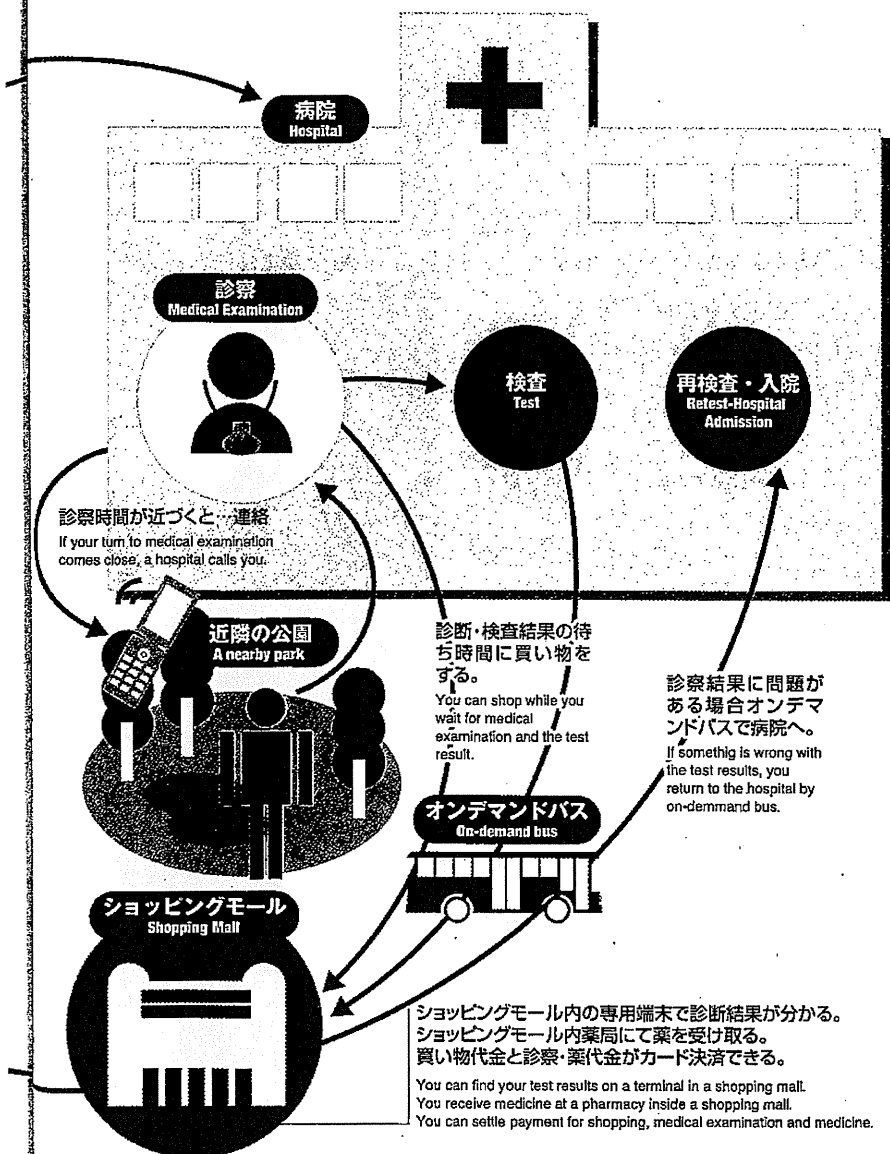 病院
Hospital
診察
Medical Examination
検査
Test
再検査・入院
Retest-Hospital
Admission
診察時間が近づくと…連絡
If your turn to medical examination
comes close, a hospital calls you.
近隣の公園
A nearby park
診断・検査結果の待
ち時間に買い物を
する。
You can shop while you
wait for medical
examination and the test
result.
診察結果に問題が
ある場合オンデマ
ンドバスで病院へ。
If somethig is wrong with
the test results, you
return to the hospital by
on-demmand bus.
オンデマンドバス
On-demand bus
ショッピングモール
Shopping Mall
ショッピングモール内の専用端末で診断結果が分かる。
ショッピングモール内薬局にて薬を受け取る。
買い物代金と診察・薬代金がカード決済できる。
You can find your test results on a terminal in a shopping mall.
You receive medicine at a pharmacy inside a shopping mall.
You can settle payment for shopping, medical examination and medicine.